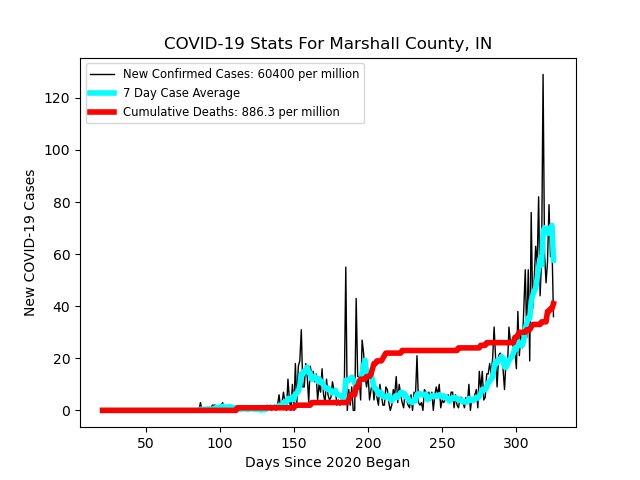 COVID-19 Stats For Marshall County, IN
New Confirmed Cases: 60400 per million
7 Day Case Average
Cumulative Deaths: 886.3 per million
New COVID-19 Cases
120
100
80
60
40
20
0
50
100
150
200
250
300
Days Since 2020 Began